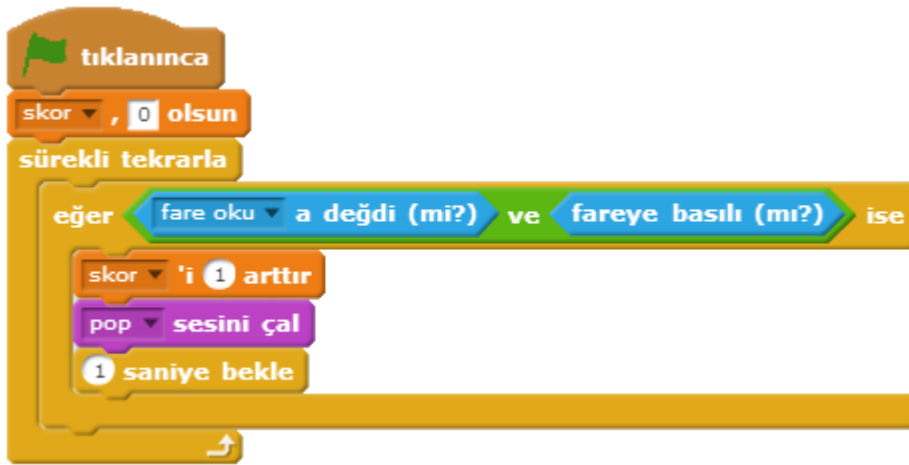 tıklanınca
skor , 0 olsun
sürekli tekrarla
eğer fare oku a değdi (mi?) ve fareye basılı (mı?) ise
skor 'i 1 arttır
pop sesini çal
1 saniye bekle